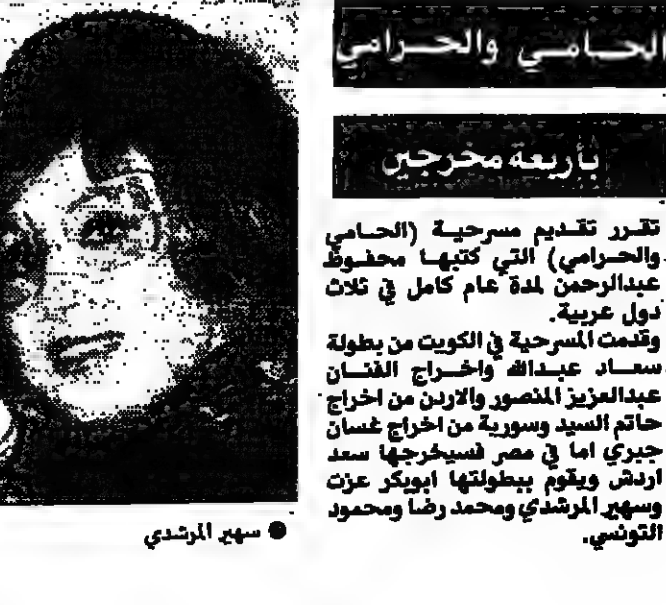 الحامي والحرامي
بأربعة مخرجين
تقرر تقديم مسرحية (الحامي
والحرامي) التي كتبها محفوظ
عبدالرحمن لمدة عام كامل في ثلاث
دول عربية.
وقدمت المسرحية في الكويت من بطولة
سعاد عبدالله واخراج الفنان
عبدالعزيز المنصور والاردن من اخراج
حاتم السيد وسورية من اخراج غسان
جبري اما في مصر فسيخرجها سعد
اردش ويقوم ببطولتها ابوبكر عزت
وسهير المرشدي ومحمد رضا ومحمود
التونسي.
● سهير المرشدي